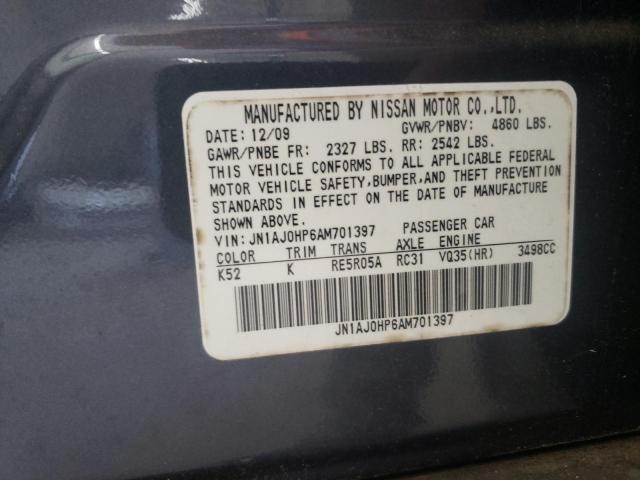 MANUFACTURED BY NISSAN MOTOR CO.,LTD.
DATE: 12/09 GVWR/PNBV: 4860 LBS.
GAWR/PNBE FR: 2327 LBS. RR: 2542 LBS.
THIS VEHICLE CONFORMS TO ALL APPLICABLE FEDERAL
MOTOR VEHICLE SAFETY,BUMPER,AND THEFT PREVENTION
STANDARDS IN EFFECT ON THE DATE OF MANUFACTURE
SHOWN ABOVE.
VIN: JN1AJ0HP6AM701397 PASSENGER CAR
COLOR TRIM TRANS AXLE ENGINE
K52 K RE5R05A RC31 VQ35(HR) 3498CC
JN1AJ0HP6AM701397